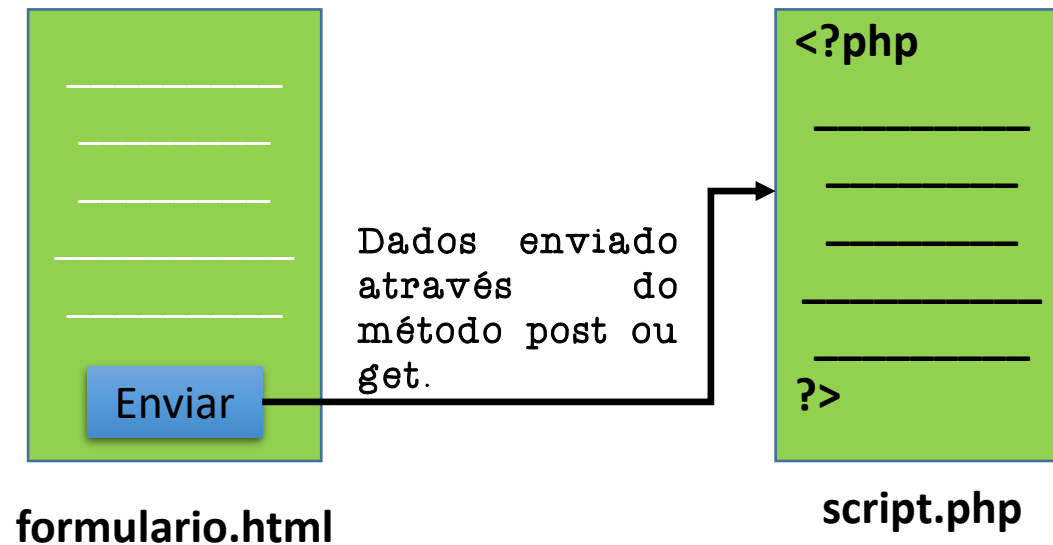 <?php
Dados enviado
através do
método post ou
get.
Enviar
?>
formulario.html
script.php